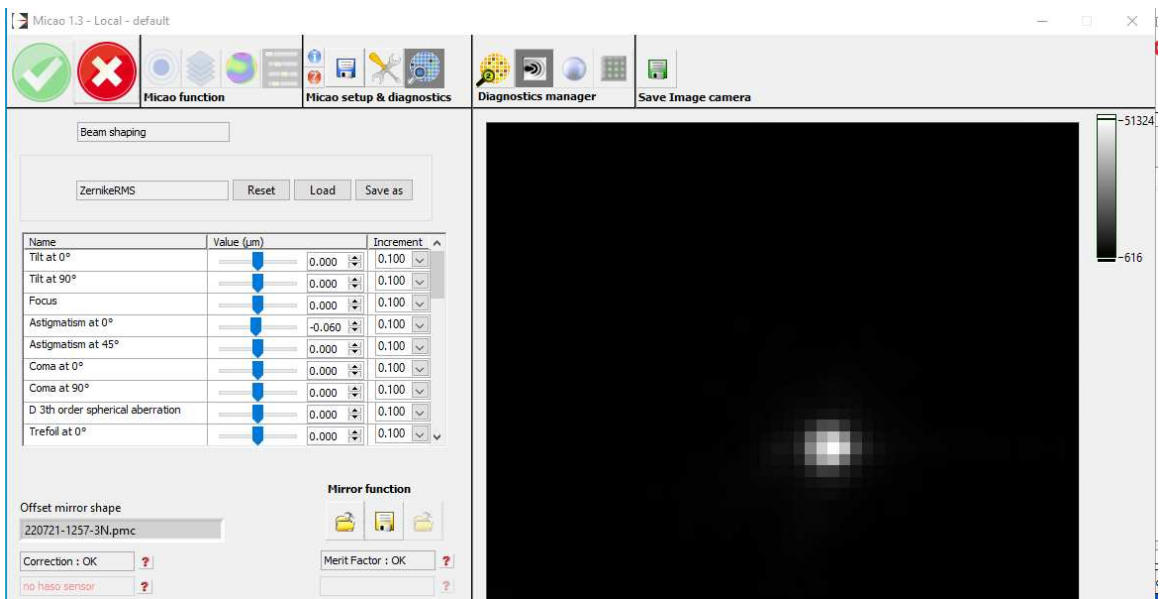 Micao 1.3 - Local - default
Micao function
Micao setup & diagnostics
Diagnostics manager
Save Image camera
Beam shaping
ZernikeRMS Reset Load Save as
Name Value (µm) Increment
Tilt at 0° 0.000 0.100
Tilt at 90° 0.000 0.100
Focus 0.000 0.100
Astigmatism at 0° -0.060 0.100
Astigmatism at 45° 0.000 0.100
Coma at 0° 0.000 0.100
Coma at 90° 0.000 0.100
D 3th order spherical aberration 0.000 0.100
Trefoil at 0° 0.000 0.100
Mirror function
Offset mirror shape
220721-1257-3N.pmc
Correction : OK ? Merit Factor : OK ?
no haso sensor ? ?
51324
616